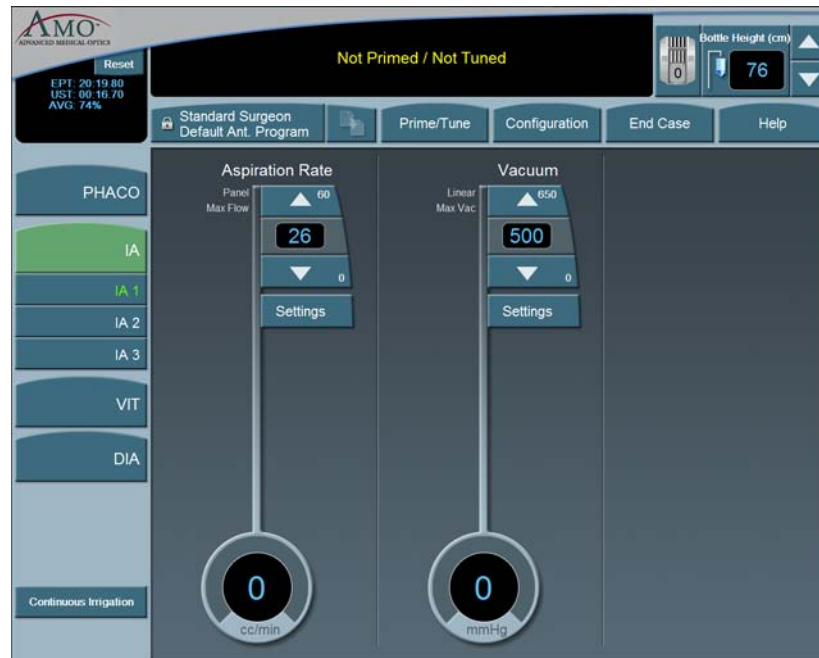 AMO
ADVANCED MEDICAL OPTICS
Reset
EPT: 20:19.80
UST: 00:16.70
AVG: 74%
Not Primed / Not Tuned
0
Bottle Height (cm)
76
Standard Surgeon
Default Ant. Program
Prime/Tune
Configuration
End Case
Help
PHACO
IA
IA 1
IA 2
IA 3
VIT
DIA
Continuous Irrigation
Aspiration Rate
Panel
Max Flow
60
26
0
Settings
0
cc/min
Vacuum
Linear
Max Vac
650
500
0
Settings
0
mmHg